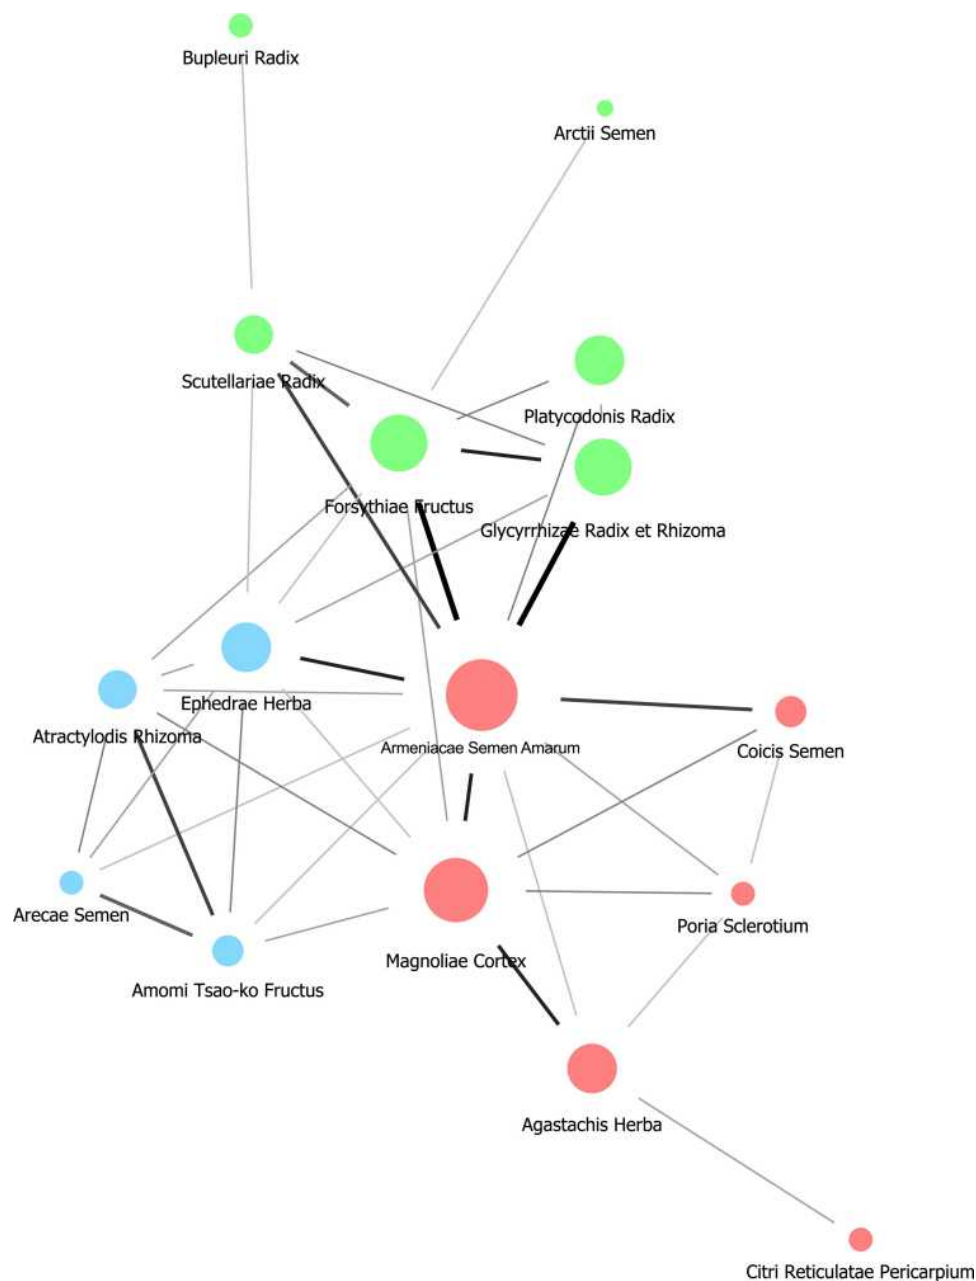 Bupleuri Radix
Arctii Semen
Scutellariae Radix
Platycodonis Radix
Forsythiae Fructus
Glycyrrhizae Radix et Rhizoma
Ephedrae Herba
Atractylodis Rhizoma
Armeniacae Semen Amarum
Coicis Semen
Arecae Semen
Poria Sclerotium
Magnoliae Cortex
Amomi Tsao-ko Fructus
Agastachis Herba
Citri Reticulatae Pericarpium